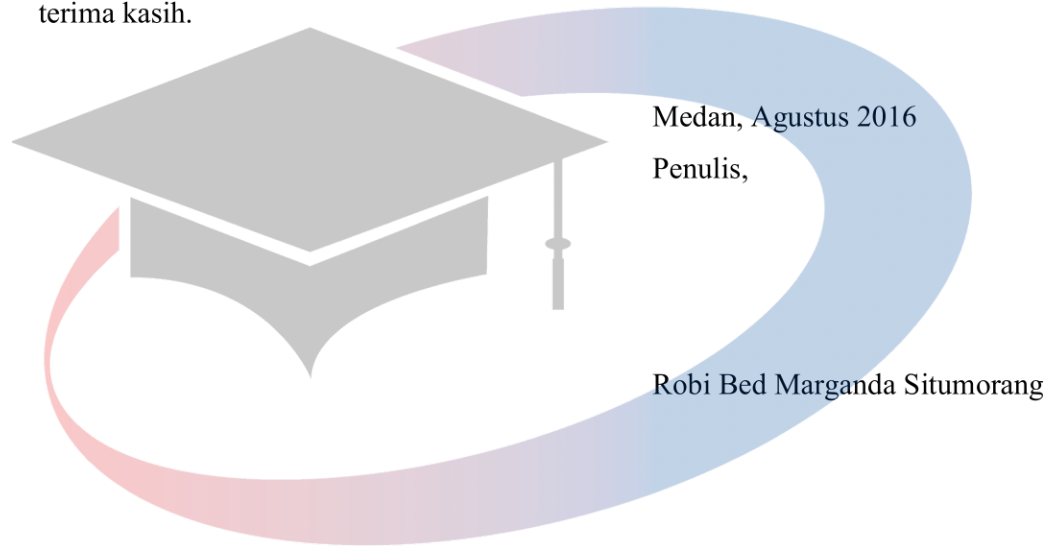 terima kasih.
Medan, Agustus 2016
Penulis,
Robi Bed Marganda Situmorang